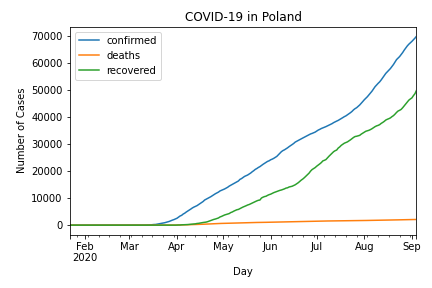 COVID-19 in Poland
confirmed
deaths
recovered
Number of Cases
70000
60000
50000
40000
30000
20000
10000
0
Feb Mar Apr May Jun Jul Aug Sep
2020
Day